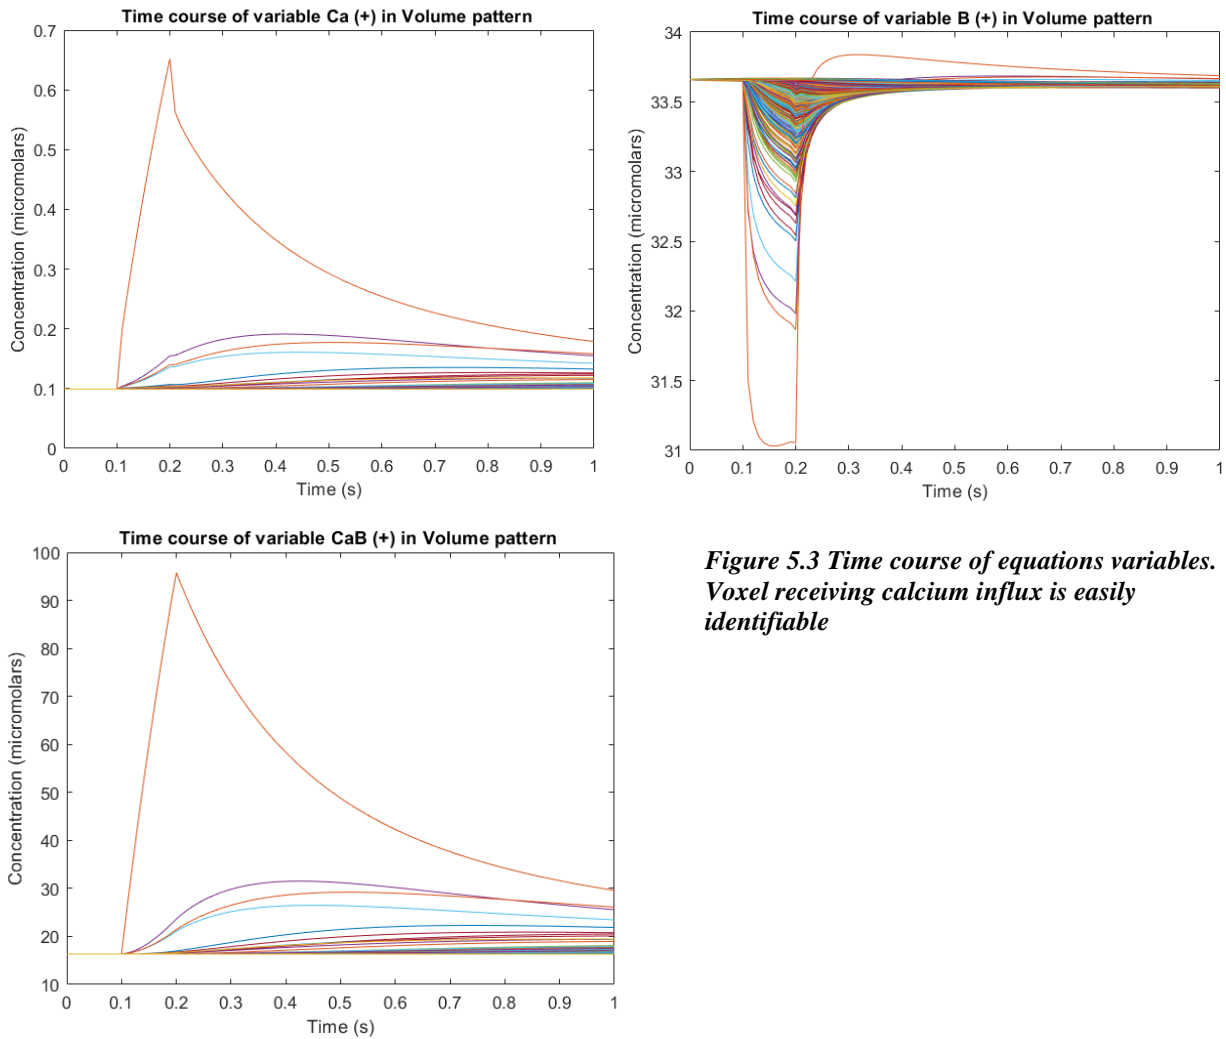 Time course of variable Ca (+) in Volume pattern
0.7
0.6
0.5
0.4
0.3
0.2
0.1
0
Concentration (micromolars)
0 0.1 0.2 0.3 0.4 0.5 0.6 0.7 0.8 0.9 1
Time (s)
Time course of variable B (+) in Volume pattern
34
33.5
33
32.5
32
31.5
31
Concentration (micromolars)
0 0.1 0.2 0.3 0.4 0.5 0.6 0.7 0.8 0.9 1
Time (s)
Time course of variable CaB (+) in Volume pattern
100
90
80
70
60
50
40
30
20
10
Concentration (micromolars)
0 0.1 0.2 0.3 0.4 0.5 0.6 0.7 0.8 0.9 1
Time (s)
Figure 5.3 Time course of equations variables.
Voxel receiving calcium influx is easily
identifiable